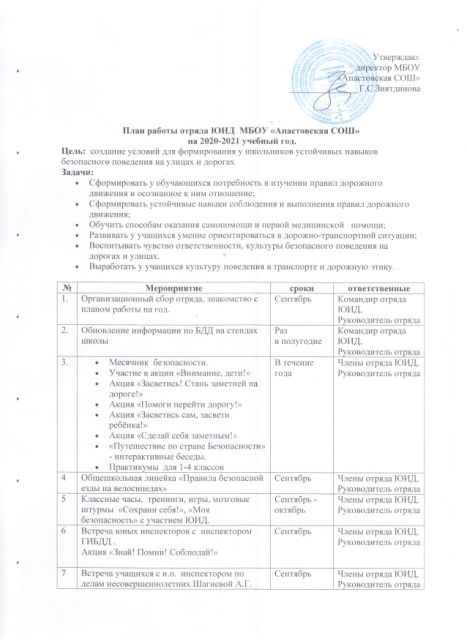 Утверждаю:
директор МБОУ
«Апастовская СОШ»
Г.С.Зиятдинова
План работы отряда ЮИД МБОУ «Апастовская СОШ»
на 2020-2021 учебный год.
Цель: создание условий для формирования у школьников устойчивых навыков
безопасного поведения на улицах и дорогах
Задачи:
• Сформировать у обучающихся потребность в изучении правил дорожного
движения и осознанное к ним отношение;
• Сформировать устойчивые навыки соблюдения и выполнения правил дорожного
движения;
• Обучить способам оказания самопомощи и первой медицинской помощи;
• Развивать у учащихся умение ориентироваться в дорожно-транспортной ситуации;
• Воспитывать чувство ответственности, культуры безопасного поведения на
дорогах и улицах.
• Выработать у учащихся культуру поведения в транспорте и дорожную этику.
№ Мероприятие сроки ответственные
1. Организационный сбор отряда, знакомство с Сентябрь Командир отряда
планом работы на год. ЮИД,
Руководитель отряда
2. Обновление информации по БДД на стендах Раз Командир отряда
школы в полугодие ЮИД,
Руководитель отряда
3. • Месячник безопасности. В течение Члены отряда ЮИД,
• Участие в акции «Внимание, дети!» года Руководитель отряда
• Акция «Засветись! Стань заметней на
дороге!»
• Акция «Помоги перейти дорогу!»
• Акция «Засветись сам, засвети
ребёнка!»
• Акция «Сделай себя заметным!»
• «Путешествие по стране Безопасности»
- интерактивные беседы.
• Практикумы для 1-4 классов
4 Общешкольная линейка «Правила безопасной Сентябрь Члены отряда ЮИД,
езды на велосипедах» Руководитель отряда
5 Классные часы, тренинги, игры, мозговые Сентябрь - Члены отряда ЮИД,
штурмы «Сохрани себя!», «Моя октябрь Руководитель отряда
безопасность» с участием ЮИД.
6 Встреча юных инспекторов с инспектором Сентябрь Члены отряда ЮИД,
ГИБДД . Руководитель отряда
Акция «Знай! Помни! Соблюдай!»
7 Встреча учащихся с и.о. инспектором по Сентябрь Члены отряда ЮИД,
делам несовершеннолетних Шагиевой А.Г. Руководитель отряда